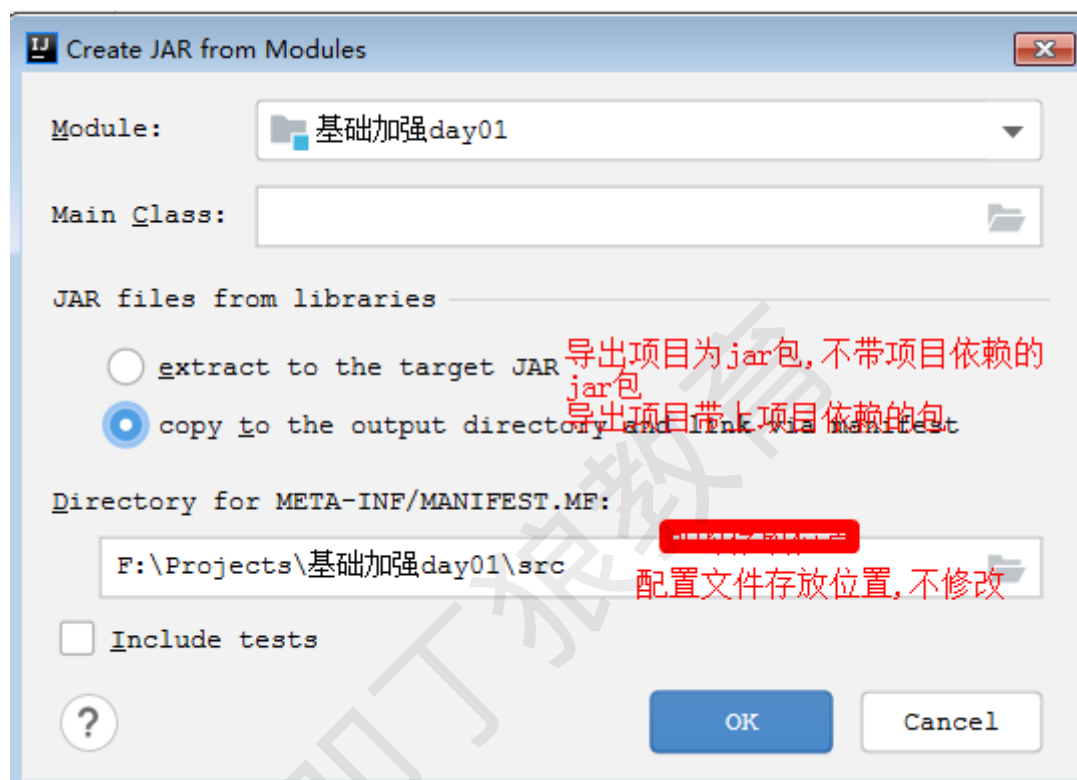 Create JAR from Modules
Module:
基础加强day01
Main Class:
JAR files from libraries
extract to the target JAR
导出项目为jar包,不带项目依赖的
jar包
导出项目带上项目依赖的包
copy to the output directory and link via manifest
Directory for META-INF/MANIFEST.MF:
F:\Projects\基础加强day01\src
配置文件存放位置,不修改
Include tests
?
OK
Cancel
叩丁狼教育